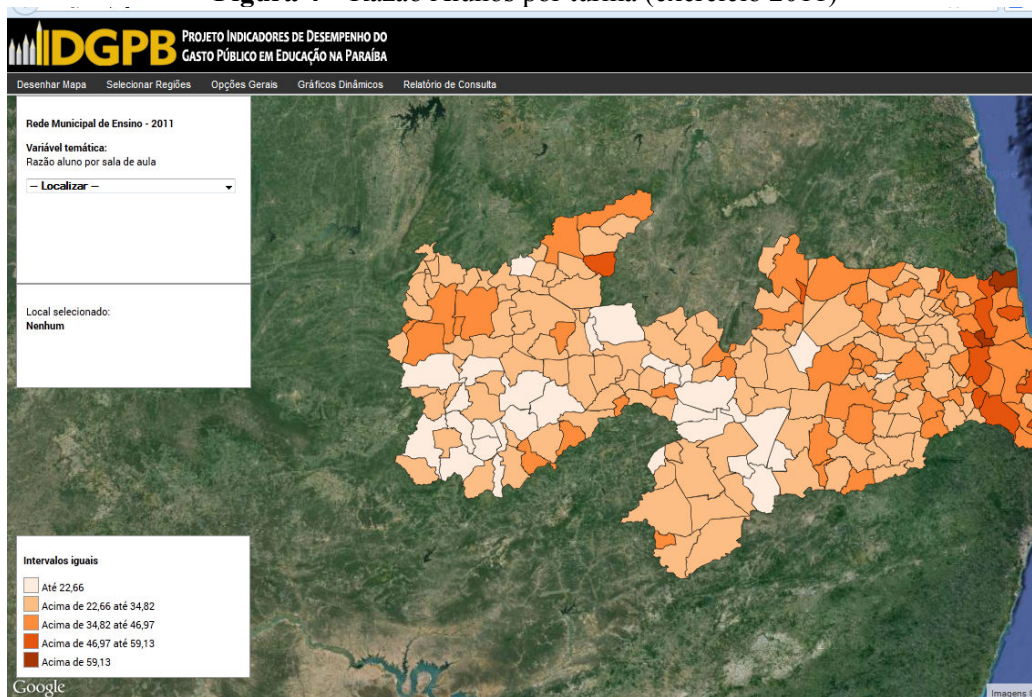 Razão Alunos por turma (exercício 2011)
IDGPB
PROJETO INDICADORES DE DESEMPENHO DO
GASTO PÚBLICO EM EDUCAÇÃO NA PARAÍBA
Desenhar Mapa Selecionar Regiões Opções Gerais Gráficos Dinâmicos Relatório de Consulta
Rede Municipal de Ensino - 2011
Variável temática:
Razão aluno por sala de aula
-- Localizar --
Local selecionado:
Nenhum
Intervalos iguais
Até 22,66
Acima de 22,66 até 34,82
Acima de 34,82 até 46,97
Acima de 46,97 até 59,13
Acima de 59,13
Google
Imagens